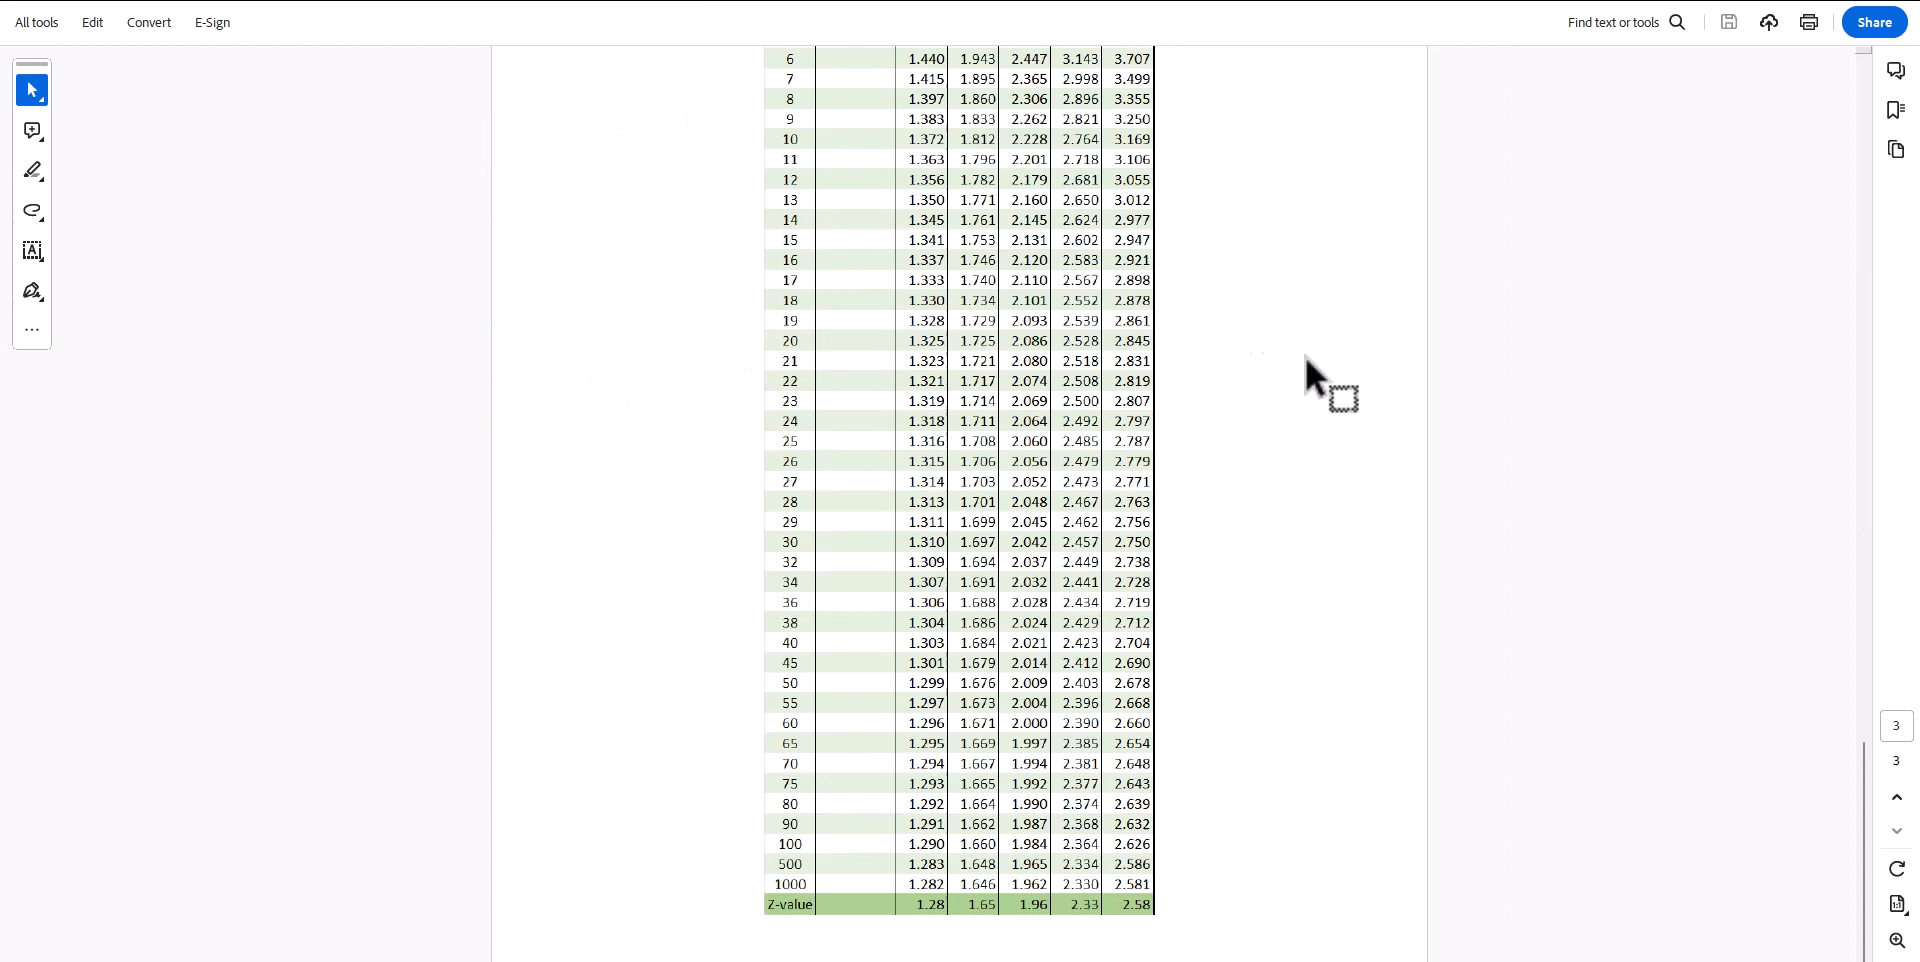 All tools Edit Convert E-Sign Find text or tools Share
6 1.440 1.943 2.447 3.143 3.707
7 1.415 1.895 2.365 2.998 3.499
8 1.397 1.860 2.306 2.896 3.355
9 1.383 1.833 2.262 2.821 3.250
10 1.372 1.812 2.228 2.764 3.169
11 1.363 1.796 2.201 2.718 3.106
12 1.356 1.782 2.179 2.681 3.055
13 1.350 1.771 2.160 2.650 3.012
14 1.345 1.761 2.145 2.624 2.977
15 1.341 1.753 2.131 2.602 2.947
16 1.337 1.746 2.120 2.583 2.921
17 1.333 1.740 2.110 2.567 2.898
18 1.330 1.734 2.101 2.552 2.878
19 1.328 1.729 2.093 2.539 2.861
20 1.325 1.725 2.086 2.528 2.845
21 1.323 1.721 2.080 2.518 2.831
22 1.321 1.717 2.074 2.508 2.819
23 1.319 1.714 2.069 2.500 2.807
24 1.318 1.711 2.064 2.492 2.797
25 1.316 1.708 2.060 2.485 2.787
26 1.315 1.706 2.056 2.479 2.779
27 1.314 1.703 2.052 2.473 2.771
28 1.313 1.701 2.048 2.467 2.763
29 1.311 1.699 2.045 2.462 2.756
30 1.310 1.697 2.042 2.457 2.750
32 1.309 1.694 2.037 2.449 2.738
34 1.307 1.691 2.032 2.441 2.728
36 1.306 1.688 2.028 2.434 2.719
38 1.304 1.686 2.024 2.429 2.712
40 1.303 1.684 2.021 2.423 2.704
45 1.301 1.679 2.014 2.412 2.690
50 1.299 1.676 2.009 2.403 2.678
55 1.297 1.673 2.004 2.396 2.668
60 1.296 1.671 2.000 2.390 2.660
65 1.295 1.669 1.997 2.385 2.654
70 1.294 1.667 1.994 2.381 2.648
75 1.293 1.665 1.992 2.377 2.643
80 1.292 1.664 1.990 2.374 2.639
90 1.291 1.662 1.987 2.368 2.632
100 1.290 1.660 1.984 2.364 2.626
500 1.283 1.648 1.965 2.334 2.586
1000 1.282 1.646 1.962 2.330 2.581
Z-value 1.28 1.65 1.96 2.33 2.58
3
3